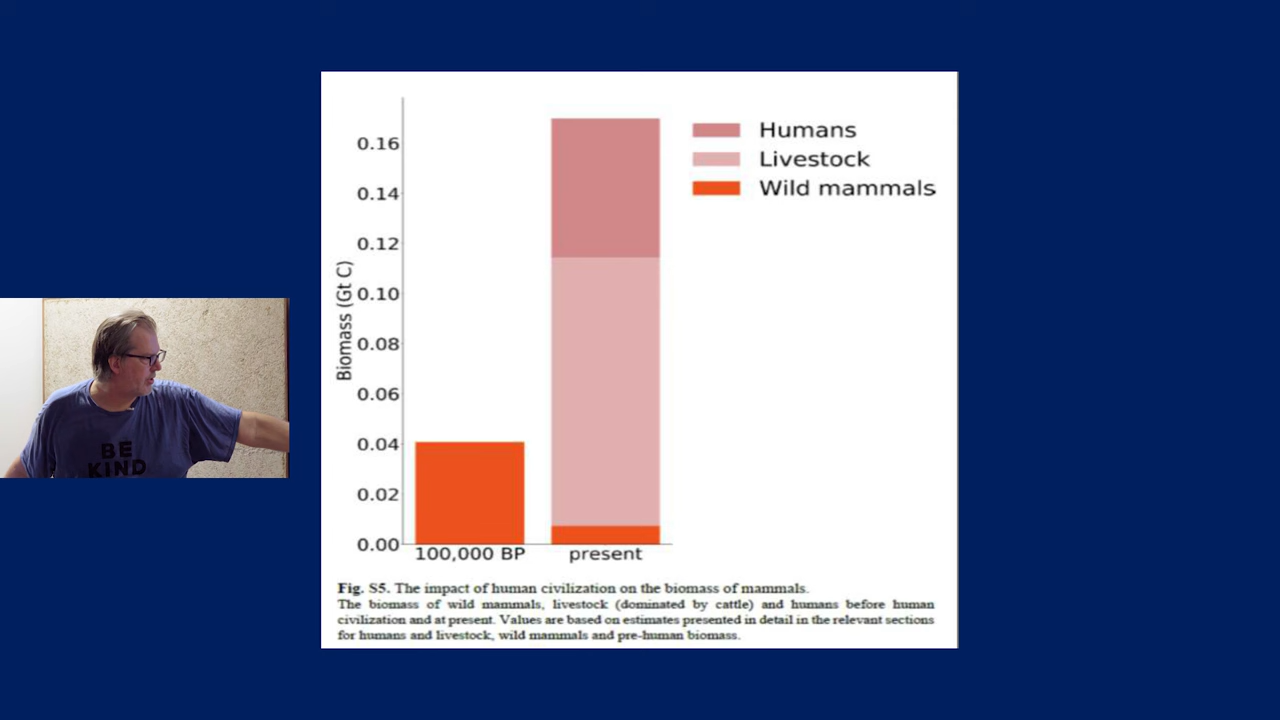 0.16
0.14
0.12
0.10
0.08
0.06
0.04
0.02
0.00
Biomass (Gt C)
100,000 BP
present
Humans
Livestock
Wild mammals
Fig. S5. The impact of human civilization on the biomass of mammals.
The biomass of wild mammals, livestock (dominated by cattle) and humans before human
civilization and at present. Values are based on estimates presented in detail in the relevant sections
for humans and livestock, wild mammals and pre-human biomass.
BE
KIND